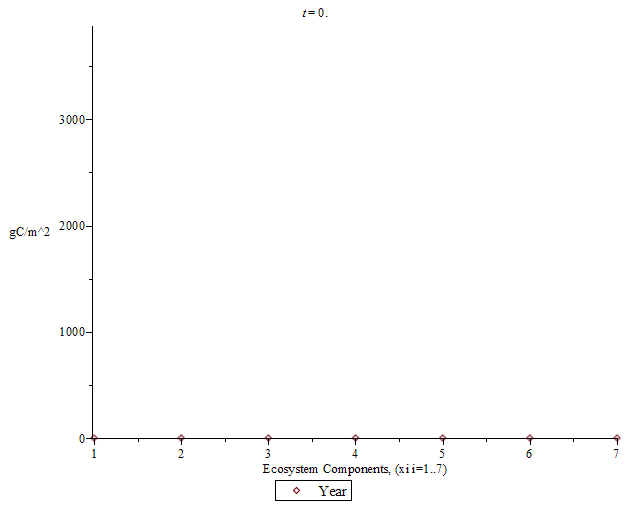 t = 0.
3000
gC/m^2
2000
1000
0
1 2 3 4 5 6 7
Ecosystem Components, (xi i=1..7)
Year